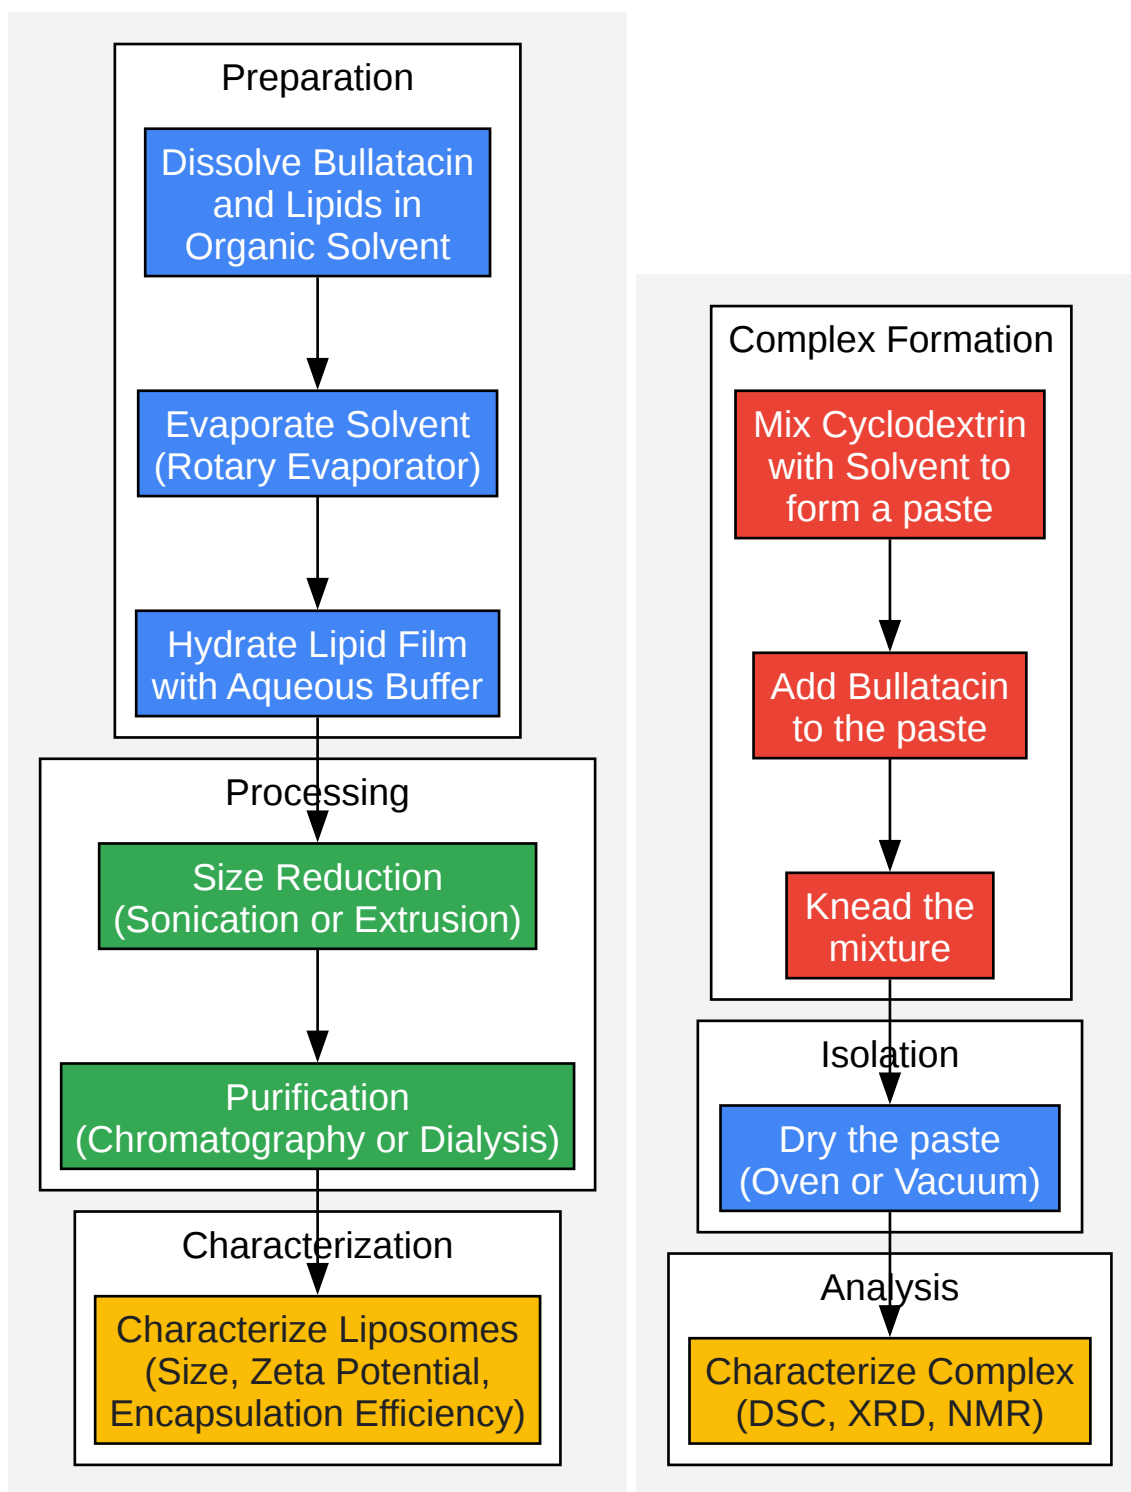 Preparation
Dissolve Bullatacin
and Lipids in
Organic Solvent
Evaporate Solvent
(Rotary Evaporator)
Hydrate Lipid Film
with Aqueous Buffer
Processing
Size Reduction
(Sonication or Extrusion)
Purification
(Chromatography or Dialysis)
Characterization
Characterize Liposomes
(Size, Zeta Potential,
Encapsulation Efficiency)
Complex Formation
Mix Cyclodextrin
with Solvent to
form a paste
Add Bullatacin
to the paste
Knead the
mixture
Isolation
Dry the paste
(Oven or Vacuum)
Analysis
Characterize Complex
(DSC, XRD, NMR)